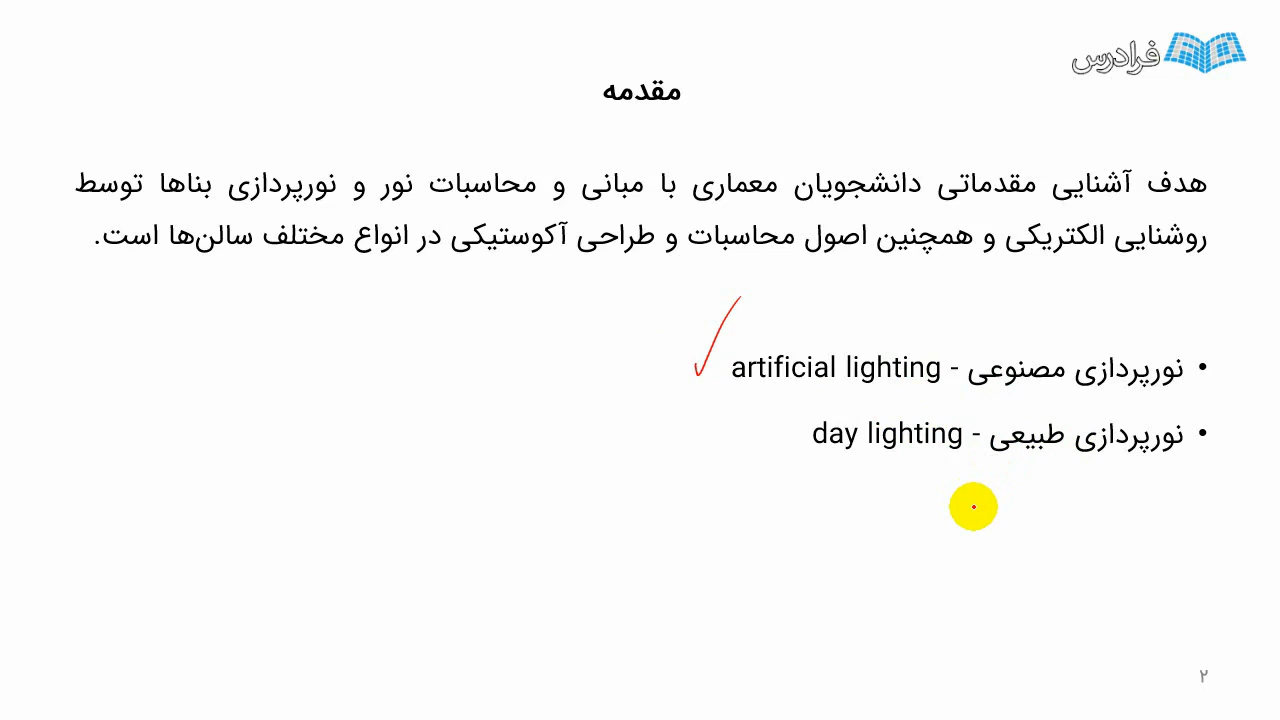 فرادرس
مقدمه
هدف آشنایی مقدماتی دانشجویان معماری با مبانی و محاسبات نور و نورپردازی بناها توسط
روشنایی الکتریکی و همچنین اصول محاسبات و طراحی آکوستیکی در انواع مختلف سالن‌ها است.
• نورپردازی مصنوعی - artificial lighting
• نورپردازی طبیعی - day lighting
۲